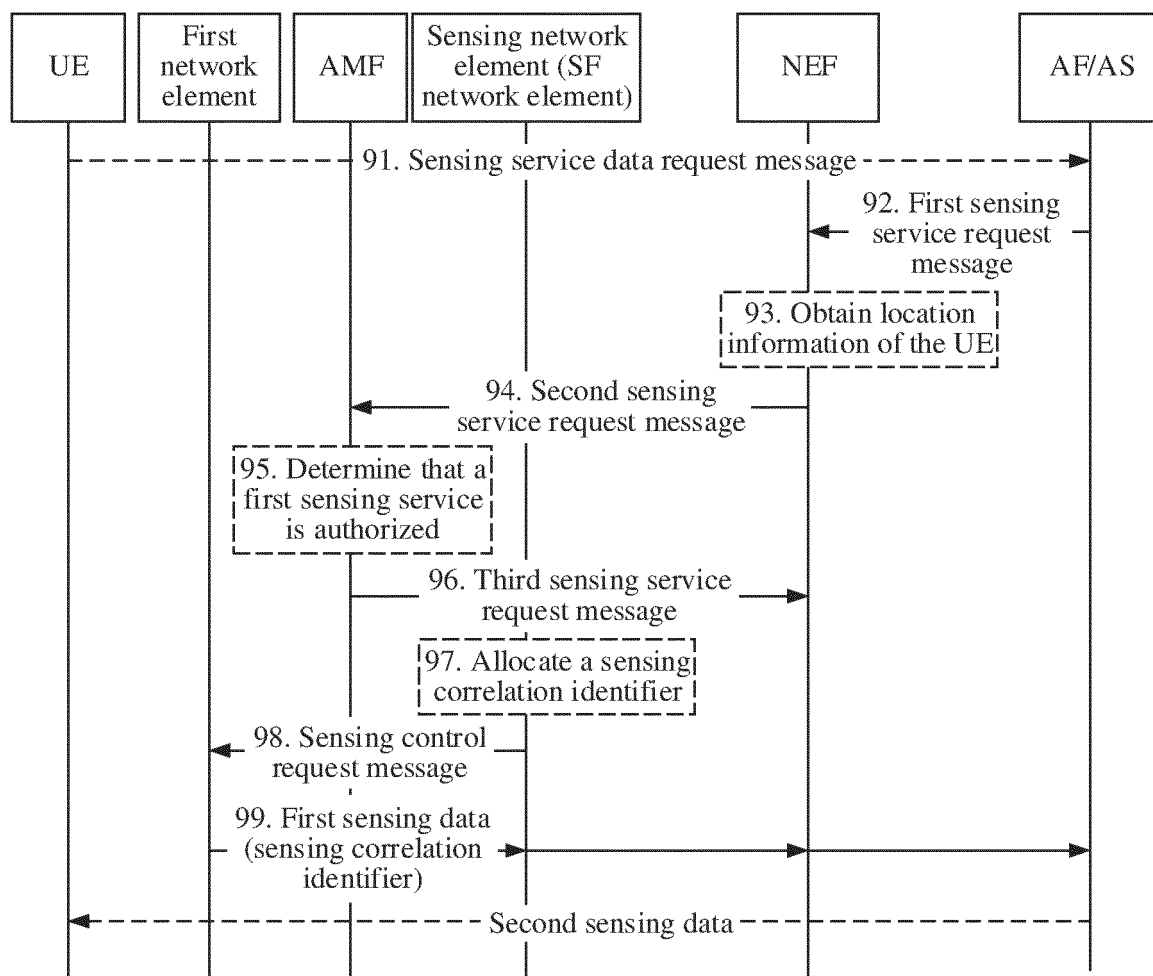 UE
First
network
element
AMF
Sensing network
element (SF
network element)
NEF
AF/AS
91. Sensing service data request message
92. First sensing
service request
message
93. Obtain location
information of the UE
94. Second sensing
service request message
95. Determine that a
first sensing service
is authorized
96. Third sensing service
request message
97. Allocate a sensing
correlation identifier
98. Sensing control
request message
99. First sensing data
(sensing correlation
identifier)
Second sensing data